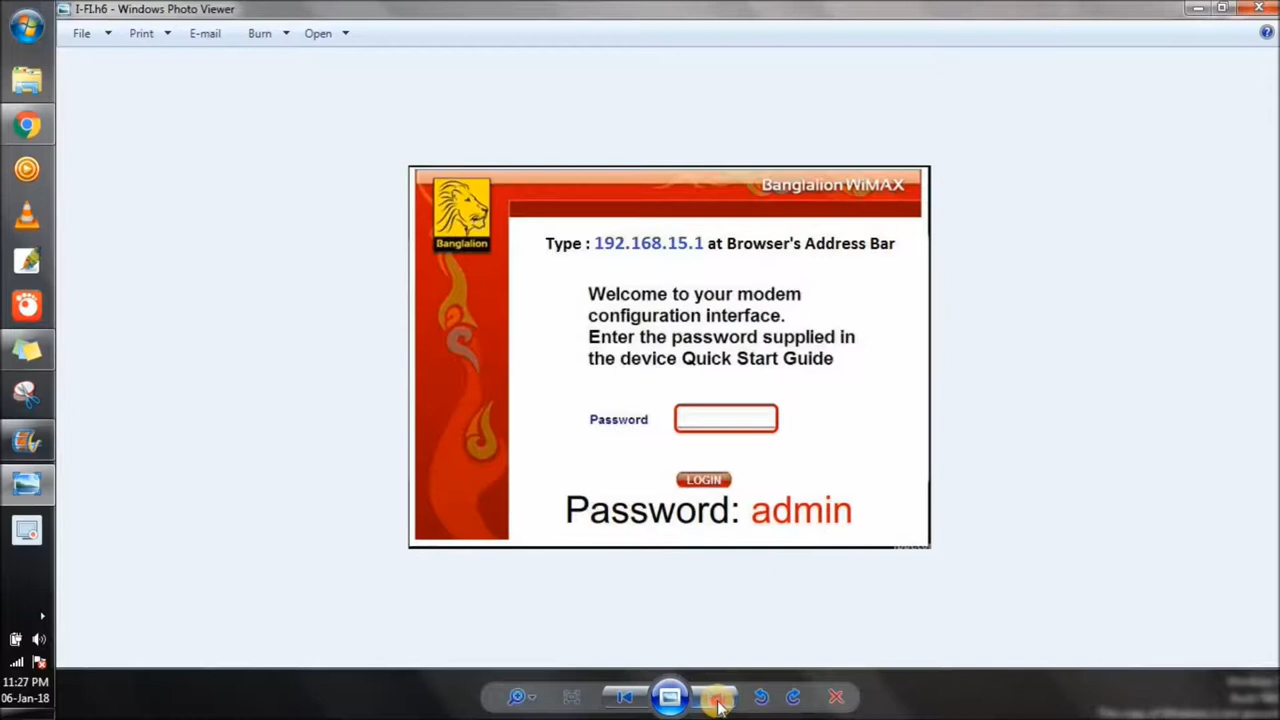 I-FI.h6 - Windows Photo Viewer
File Print E-mail Burn Open
Banglalion WiMAX
Banglalion
Type : 192.168.15.1 at Browser's Address Bar
Welcome to your modem
configuration interface.
Enter the password supplied in
the device Quick Start Guide
Password
LOGIN
Password: admin
11:27 PM
06-Jan-18